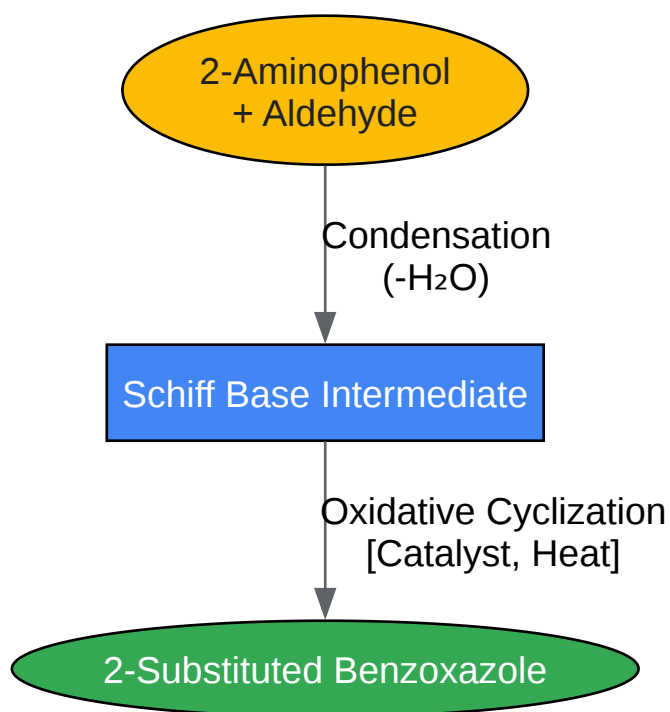 2-Aminophenol
+ Aldehyde
Condensation
(-H₂O)
Schiff Base Intermediate
Oxidative Cyclization
[Catalyst, Heat]
2-Substituted Benzoxazole